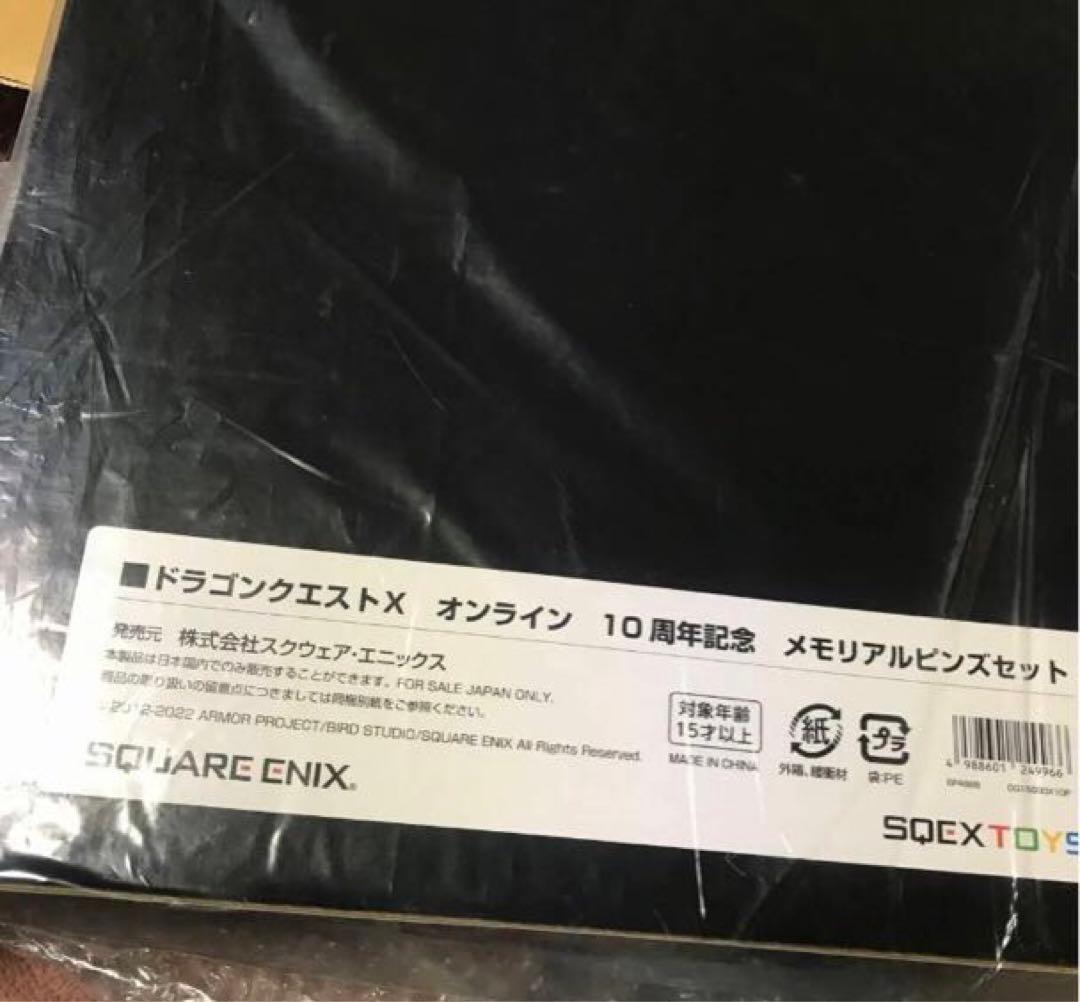 ■ドラゴンクエストX オンライン 10周年記念 メモリアルピンズセット
発売元 株式会社スクウェア・エニックス
本製品は日本国内でのみ販売することができます。FOR SALE JAPAN ONLY.
商品の取り扱いの留意点につきましては同梱別紙をご参照ください。
2012-2022 ARMOR PROJECT/BIRD STUDIO/SQUARE ENIX All Rights Reserved.
SQUARE ENIX®
対象年齢
15才以上
MADE IN CHINA
紙
外箱、緩衝材
プラ
袋:PE
4 988601 249966
SQEX TOYS